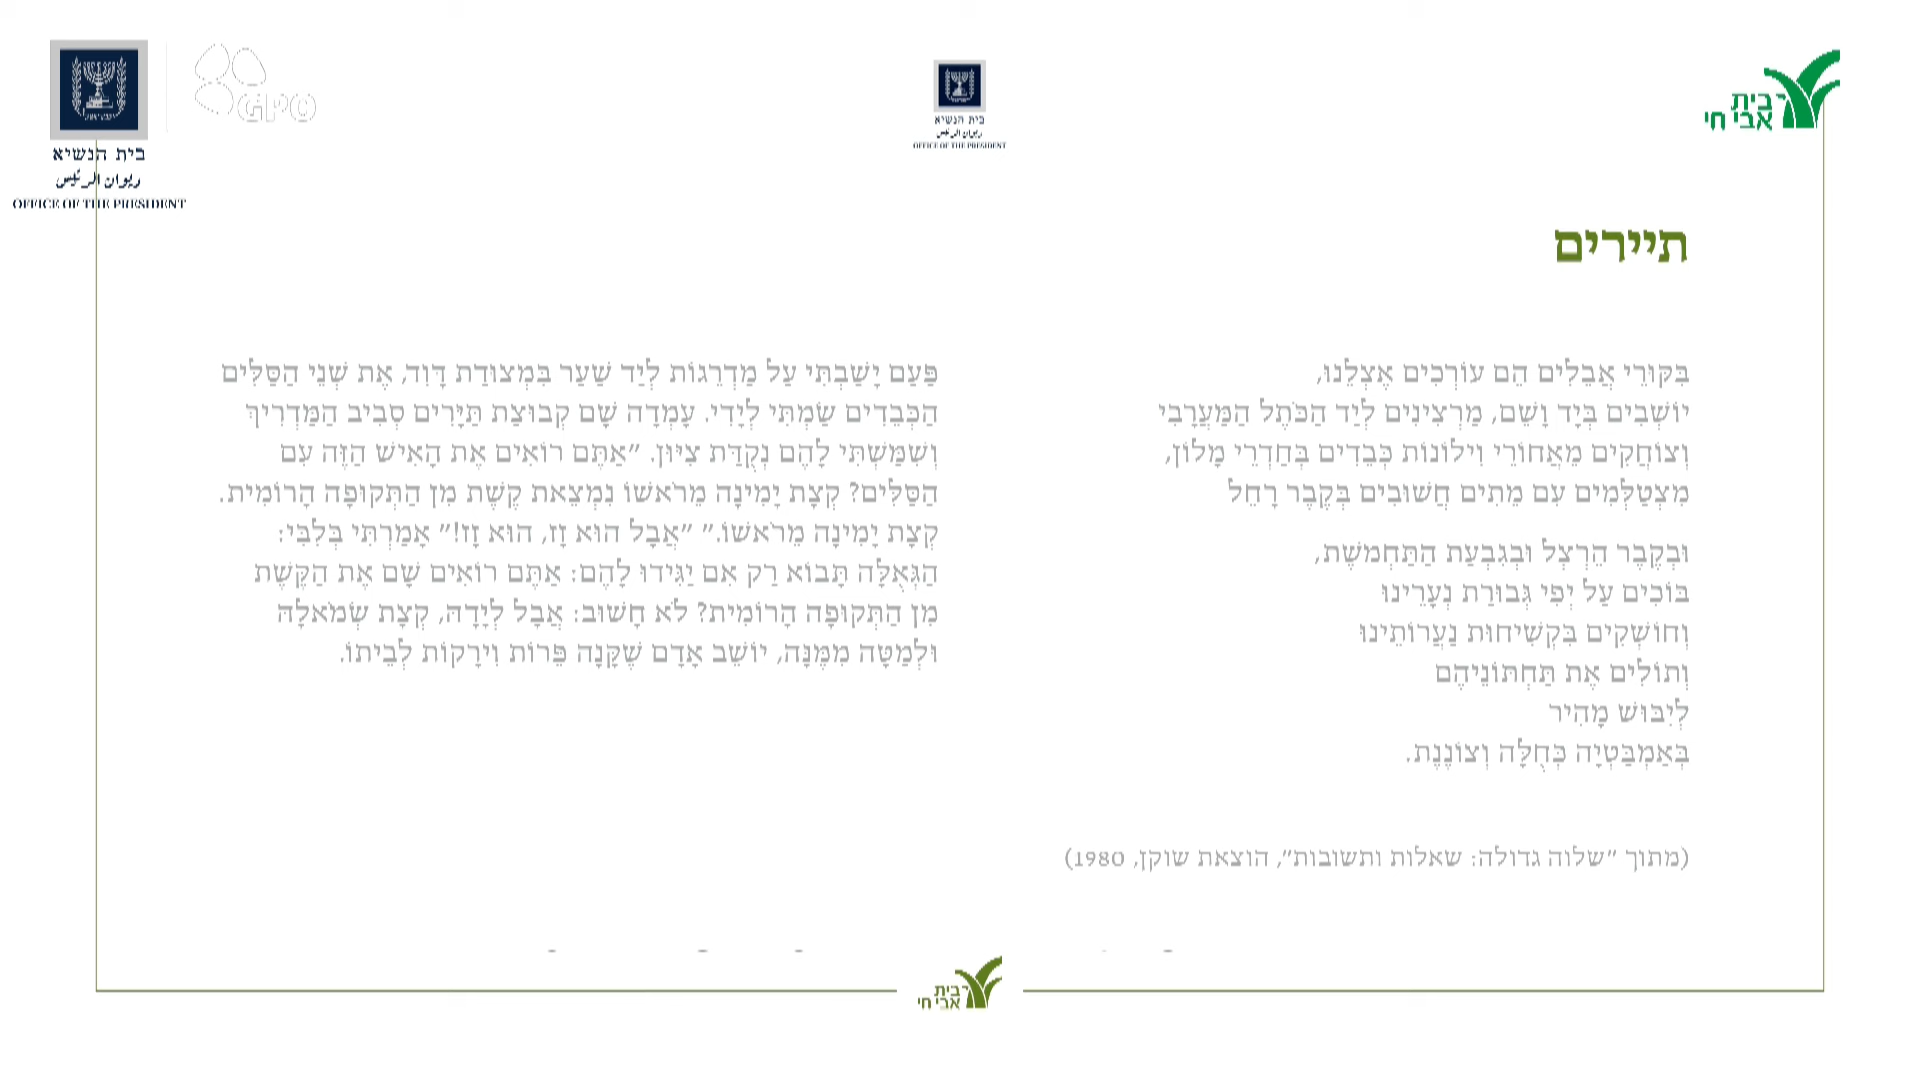 בית הנשיא
ديوان الرئيس
OFFICE OF THE PRESIDENT
GPO
בית הנשיא
ديوان الرئيس
OFFICE OF THE PRESIDENT
בית
אבי חי
תיירים
בִּקּוּרֵי אֲבֵלִים הֵם עוֹרְכִים אֶצְלֵנוּ,
יוֹשְׁבִים בְּיָד וָשֵׁם, מַרְצִינִים לְיַד הַכֹּתֶל הַמַּעֲרָבִי
וְצוֹחֲקִים מֵאֲחוֹרֵי וִילוֹנוֹת כְּבֵדִים בְּחַדְרֵי מָלוֹן,
מִצְטַלְּמִים עִם מֵתִים חֲשׁוּבִים בְּקֶבֶר רָחֵל
וּבְקֶבֶר הֵרְצְל וּבְגִבְעַת הַתַּחְמֹשֶׁת,
בּוֹכִים עַל יְפִי גְּבוּרַת נְעָרֵינוּ
וְחוֹשְׁקִים בִּקְשִׁיחוּת נַעֲרוֹתֵינוּ
וְתוֹלִים אֶת תַּחְתּוֹנֵיהֶם
לְיִבּוּשׁ מָהִיר
בְּאַמְבַּטְיָה כְּחֻלָּה וְצוֹנֶנֶת.
(מתוך "שלוה גדולה: שאלות ותשובות", הוצאת שוקן, 1980)
פַּעַם יָשַׁבְתִּי עַל מַדְרֵגוֹת לְיַד שַׁעַר בִּמְצוּדַת דָּוִד, אֶת שְׁנֵי הַסַּלִּים
הַכְּבֵדִים שַׂמְתִּי לְיָדִי. עָמְדָה שָׁם קְבוּצַת תַּיָּרִים סְבִיב הַמַּדְרִיךְ
וְשִׁמַּשְׁתִּי לָהֶם נְקֻדַּת צִיּוּן. "אַתֶּם רוֹאִים אֶת הָאִישׁ הַזֶּה עִם
הַסַּלִּים? קְצָת יָמִינָה מֵרֹאשׁוֹ נִמְצֵאת קֶשֶׁת מִן הַתְּקוּפָה הָרוֹמִית.
קְצָת יָמִינָה מֵרֹאשׁוֹ." "אֲבָל הוּא זָז, הוּא זָז!" אָמַרְתִּי בְּלִבִּי:
הַגְּאֻלָּה תָּבוֹא רַק אִם יַגִּידוּ לָהֶם: אַתֶּם רוֹאִים שָׁם אֶת הַקֶּשֶׁת
מִן הַתְּקוּפָה הָרוֹמִית? לֹא חָשׁוּב: אֲבָל לְיָדָהּ, קְצָת שְׂמֹאלָה
וּלְמַטָּה מִמֶּנָּה, יוֹשֵׁב אָדָם שֶׁקָּנָה פֵּרוֹת וִירָקוֹת לְבֵיתוֹ.
בית
אבי חי